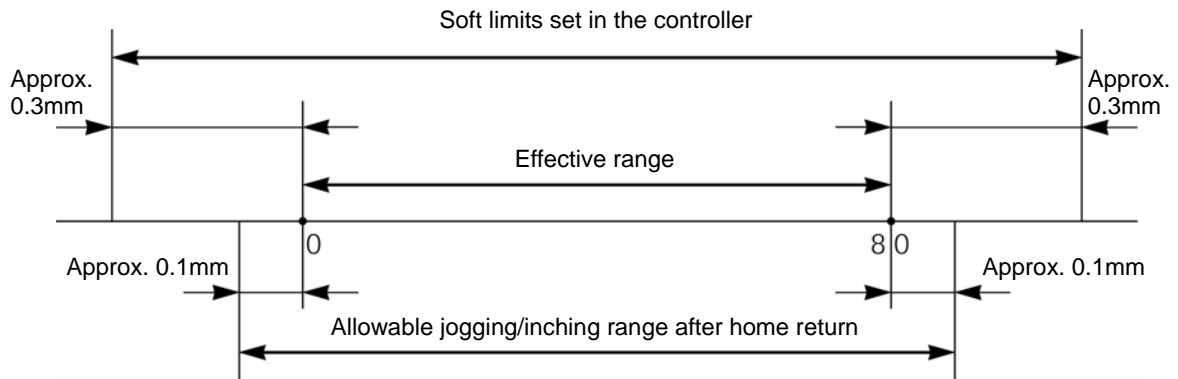 Soft limits set in the controller
Approx.
0.3mm
Approx.
0.3mm
Effective range
0
80
Approx. 0.1mm
Approx. 0.1mm
Allowable jogging/inching range after home return